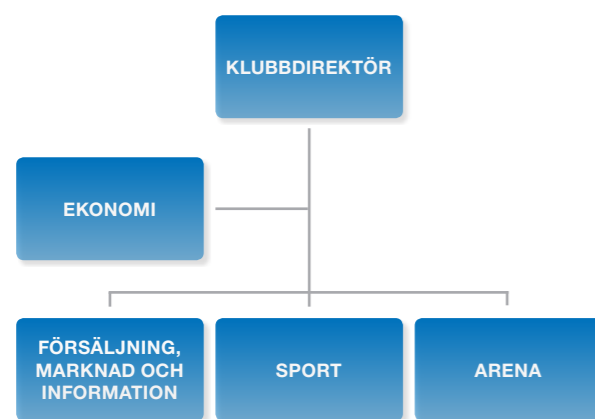 KLUBBDIREKTÖR
EKONOMI
FÖRSÄLJNING,
MARKNAD OCH
INFORMATION
SPORT
ARENA